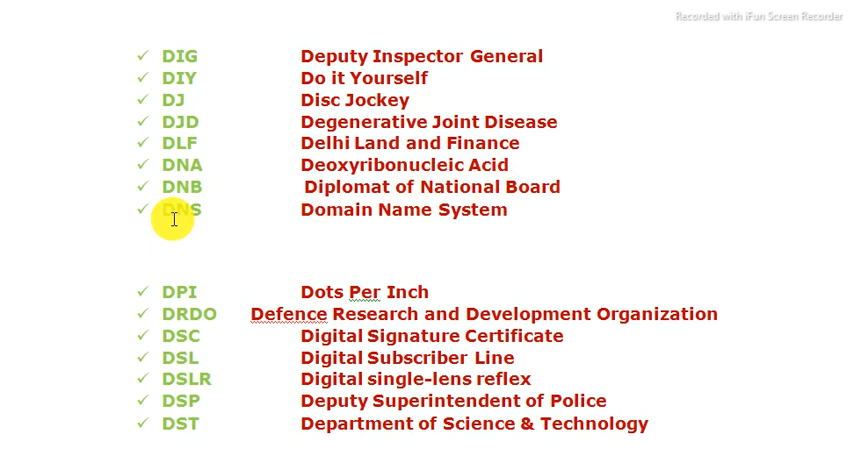 Recorded with iFun Screen Recorder
✓ DIG Deputy Inspector General
✓ DIY Do it Yourself
✓ DJ Disc Jockey
✓ DJD Degenerative Joint Disease
✓ DLF Delhi Land and Finance
✓ DNA Deoxyribonucleic Acid
✓ DNB Diplomat of National Board
✓ DNS Domain Name System
✓ DPI Dots Per Inch
✓ DRDO Defence Research and Development Organization
✓ DSC Digital Signature Certificate
✓ DSL Digital Subscriber Line
✓ DSLR Digital single-lens reflex
✓ DSP Deputy Superintendent of Police
✓ DST Department of Science & Technology